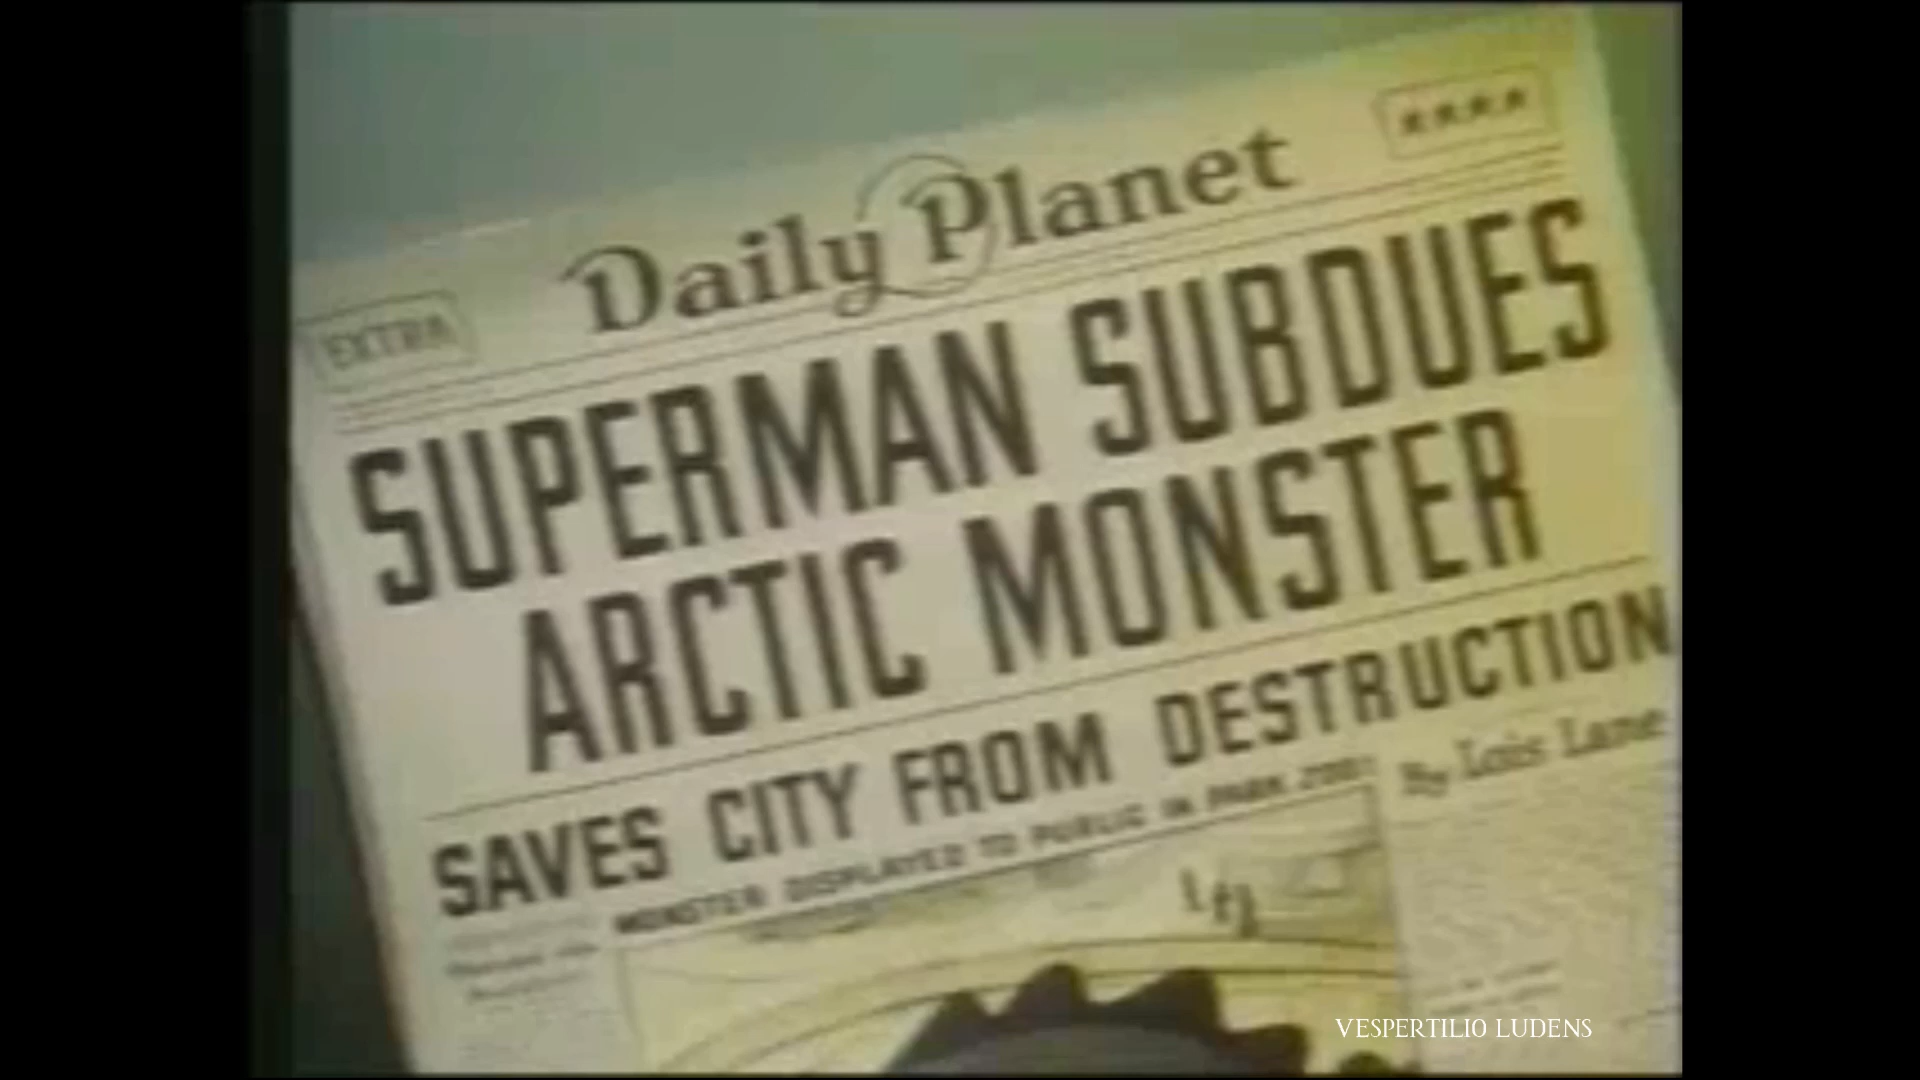 EXTRA
Daily Planet
SUPERMAN SUBDUES
ARCTIC MONSTER
SAVES CITY FROM DESTRUCTION
MONSTER DISPLAYED TO PUBLIC IN PARK ZOO
By Lois Lane
VESPERTILIO LUDENS